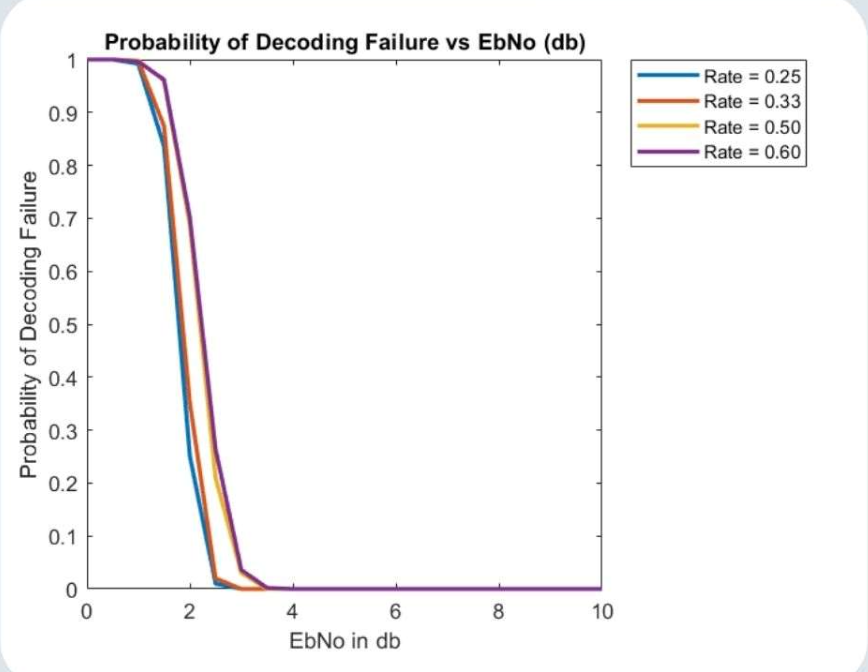 Probability of Decoding Failure vs EbNo (db)
Rate = 0.25
Rate = 0.33
Rate = 0.50
Rate = 0.60
Probability of Decoding Failure
1
0.9
0.8
0.7
0.6
0.5
0.4
0.3
0.2
0.1
0
0 2 4 6 8 10
EbNo in db